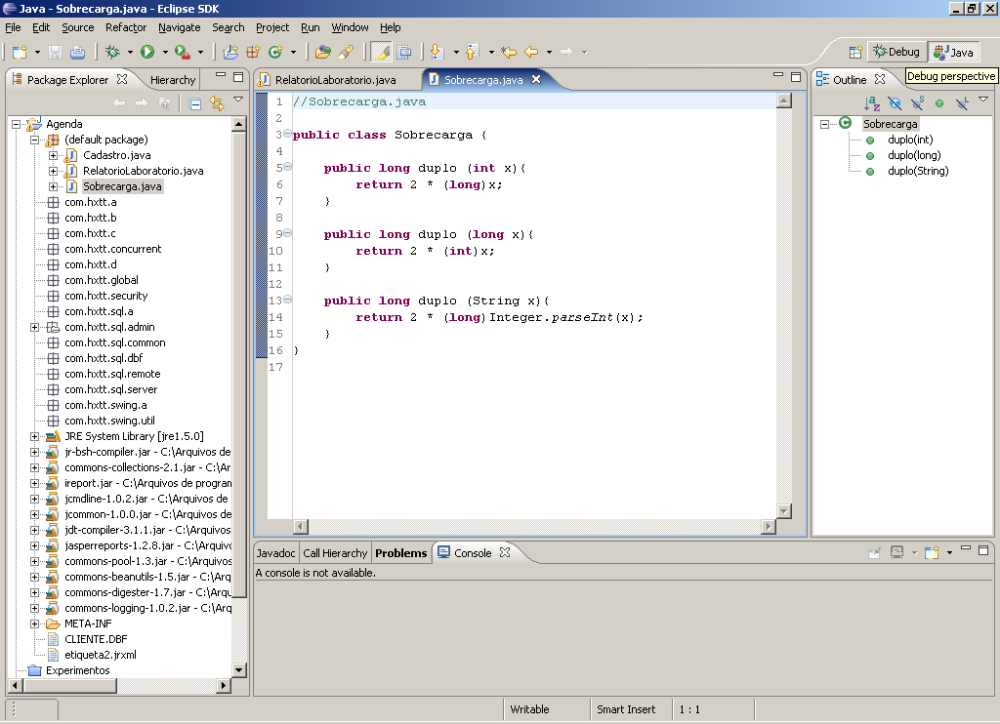 Java - Sobrecarga.java - Eclipse SDK
File Edit Source Refactor Navigate Search Project Run Window Help
Debug Java
Package Explorer Hierarchy
RelatorioLaboratorio.java Sobrecarga.java
Outline
Debug perspective
Agenda
(default package)
Cadastro.java
RelatorioLaboratorio.java
Sobrecarga.java
com.hxtt.a
com.hxtt.b
com.hxtt.c
com.hxtt.concurrent
com.hxtt.d
com.hxtt.global
com.hxtt.security
com.hxtt.sql.a
com.hxtt.sql.admin
com.hxtt.sql.common
com.hxtt.sql.dbf
com.hxtt.sql.remote
com.hxtt.sql.server
com.hxtt.swing.a
com.hxtt.swing.util
JRE System Library [jre1.5.0]
jr-bsh-compiler.jar - C:\Arquivos de
commons-collections-2.1.jar - C:\Ar
ireport.jar - C:\Arquivos de program
jcmdline-1.0.2.jar - C:\Arquivos de
jcommon-1.0.0.jar - C:\Arquivos de
jdt-compiler-3.1.1.jar - C:\Arquivos
jasperreports-1.2.8.jar - C:\Arquivo
commons-pool-1.3.jar - C:\Arquivos
commons-beanutils-1.5.jar - C:\Arq
commons-digester-1.7.jar - C:\Arqu
commons-logging-1.0.2.jar - C:\Arq
META-INF
CLIENTE.DBF
etiqueta2.jrxml
Experimentos
1 //Sobrecarga.java
2
3 public class Sobrecarga {
4
5 public long duplo (int x){
6 return 2 * (long)x;
7 }
8
9 public long duplo (long x){
10 return 2 * (int)x;
11 }
12
13 public long duplo (String x){
14 return 2 * (long)Integer.parseInt(x);
15 }
16 }
17
Sobrecarga
duplo(int)
duplo(long)
duplo(String)
Javadoc Call Hierarchy Problems Console
A console is not available.
Writable Smart Insert 1 : 1